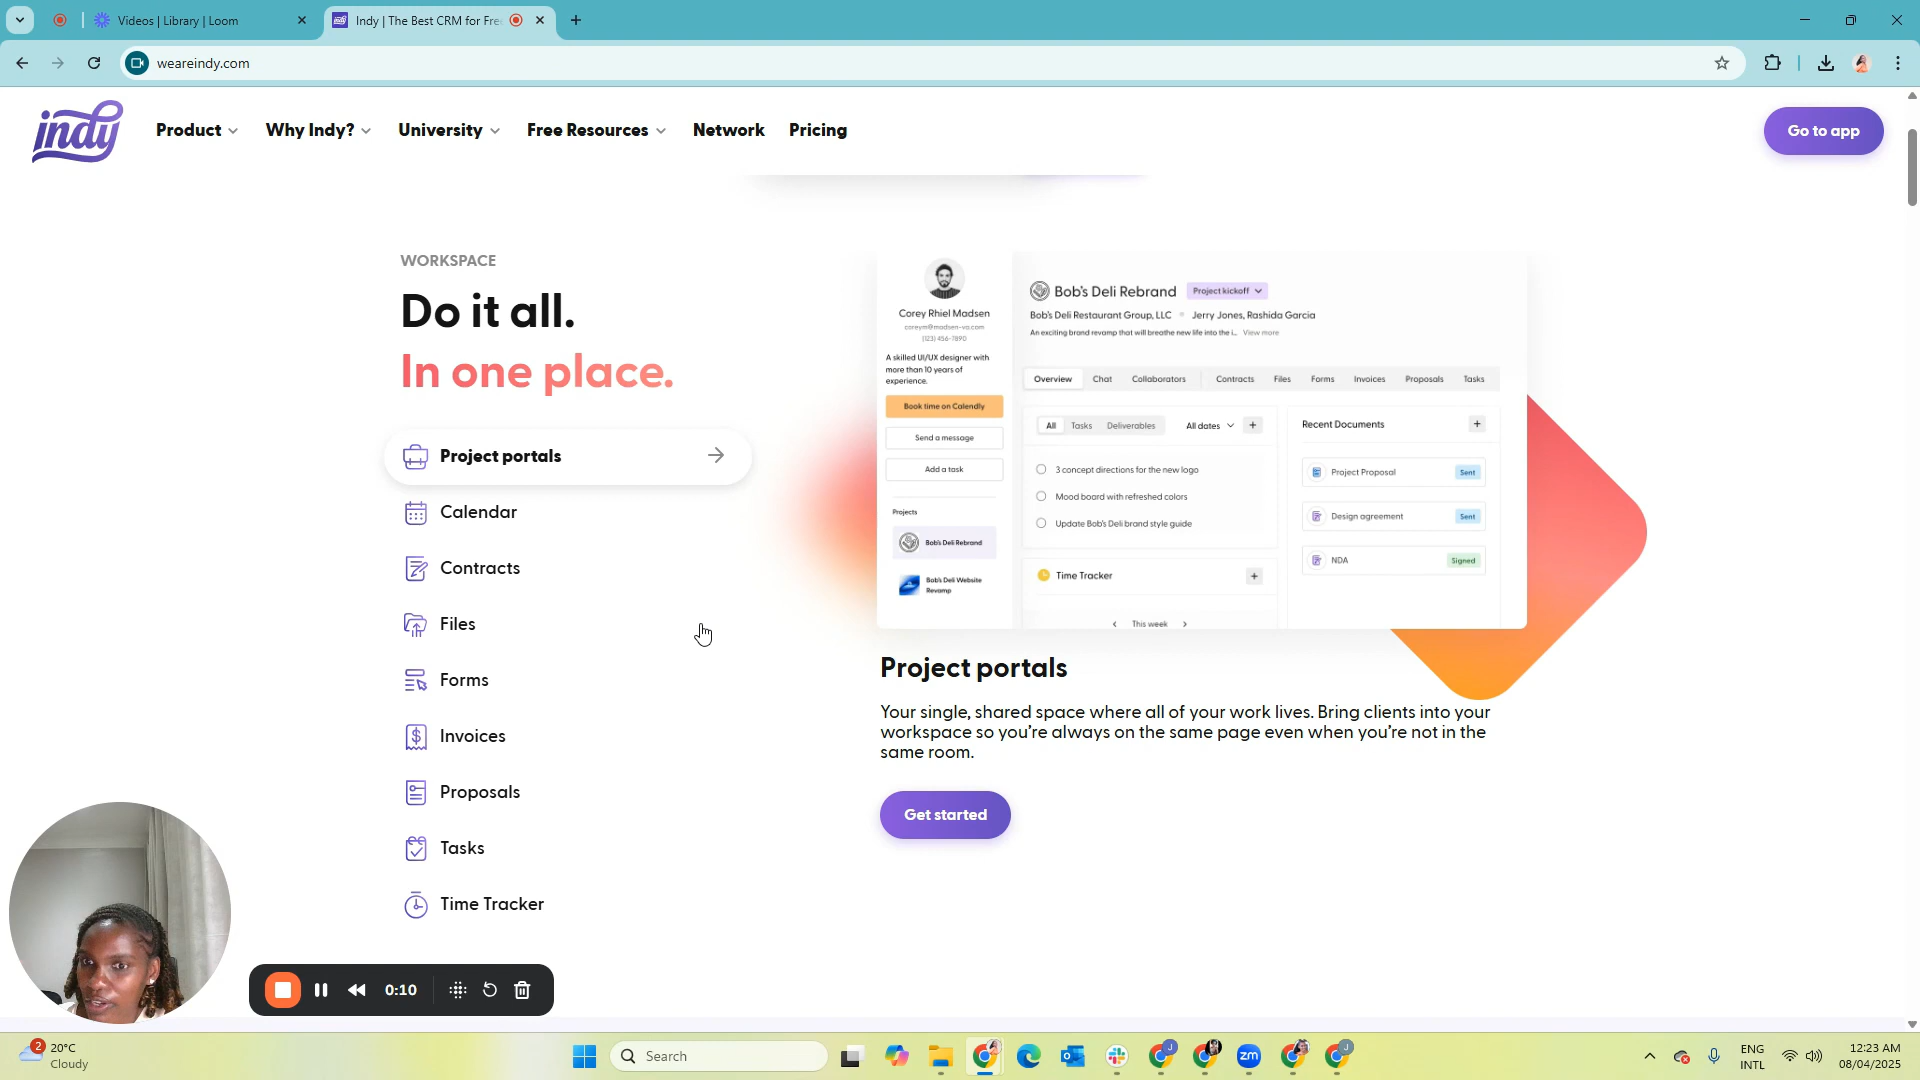 Videos | Library | Loom
Indy | The Best CRM for Fre
weareindy.com
indy
Product
Why Indy?
University
Free Resources
Network
Pricing
Go to app
WORKSPACE
Do it all.
In one place.
Project portals
Calendar
Contracts
Files
Forms
Invoices
Proposals
Tasks
Time Tracker
Corey Rhiel Madsen
coreym@madsen-va.com
(123) 456-7890
A skilled UI/UX designer with
more than 10 years of
experience.
Book time on Calendly
Send a message
Add a task
Projects
Bob's Deli Rebrand
Bob's Deli Website
Revamp
Bob's Deli Rebrand
Project kickoff
Bob's Deli Restaurant Group, LLC
Jerry Jones, Rashida Garcia
An exciting brand revamp that will breathe new life into the i... View more
Overview
Chat
Collaborators
Contracts
Files
Forms
Invoices
Proposals
Tasks
All
Tasks
Deliverables
All dates
+
3 concept directions for the new logo
Mood board with refreshed colors
Update Bob's Deli brand style guide
Time Tracker
+
This week
Recent Documents
+
Project Proposal
Sent
Design agreement
Sent
NDA
Signed
Project portals
Your single, shared space where all of your work lives. Bring clients into your
workspace so you're always on the same page even when you're not in the
same room.
Get started
0:10
2
20°C
Cloudy
Search
J
zm
J
ENG
INTL
12:23 AM
08/04/2025